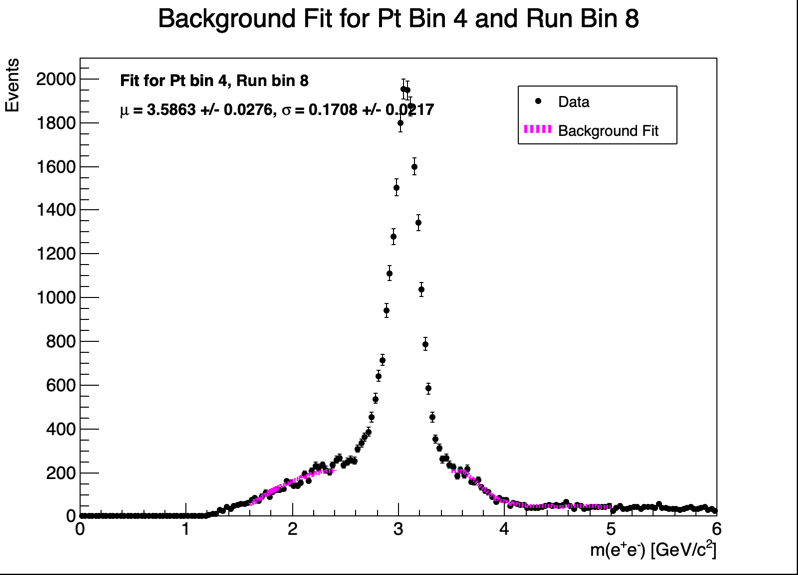 Background Fit for Pt Bin 4 and Run Bin 8
Events
Fit for Pt bin 4, Run bin 8
μ = 3.5863 +/- 0.0276, σ = 0.1708 +/- 0.0217
Data
Background Fit
2000
1800
1600
1400
1200
1000
800
600
400
200
0
0 1 2 3 4 5 6
m(e⁺e⁻) [GeV/c²]